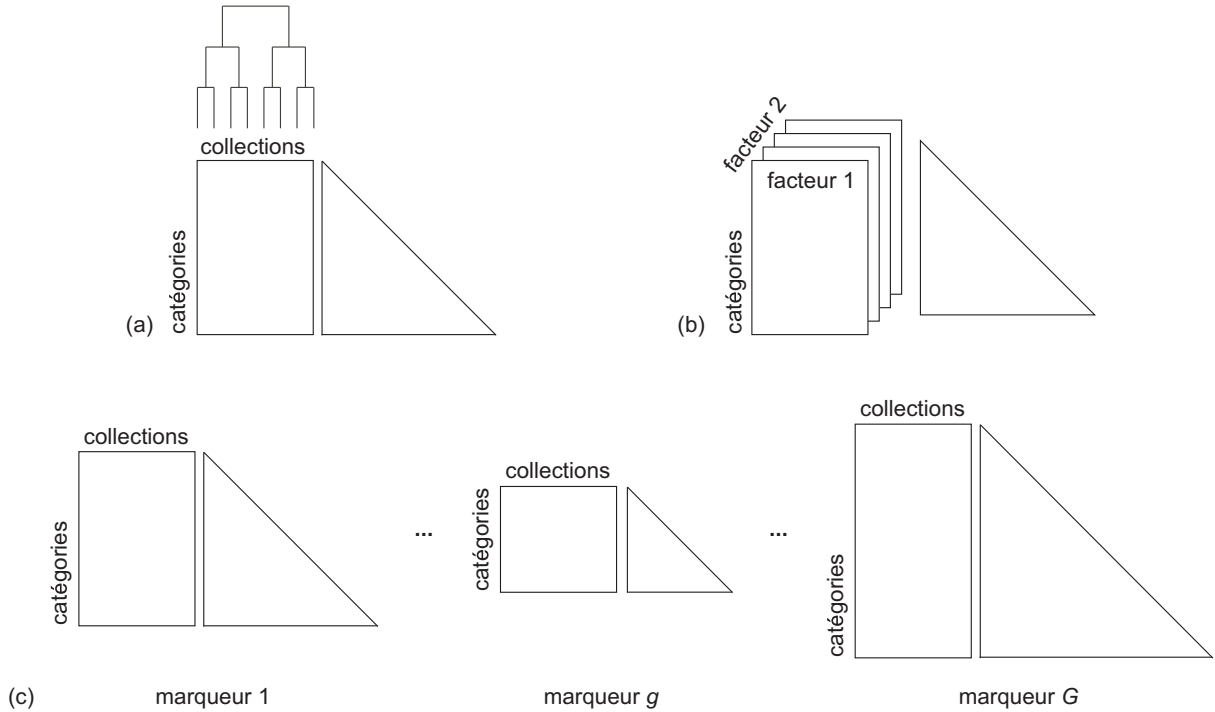 collections
catégories
(a)
facteur 2
facteur 1
catégories
(b)
collections
catégories
...
collections
catégories
...
collections
catégories
(c) marqueur 1 marqueur g marqueur G